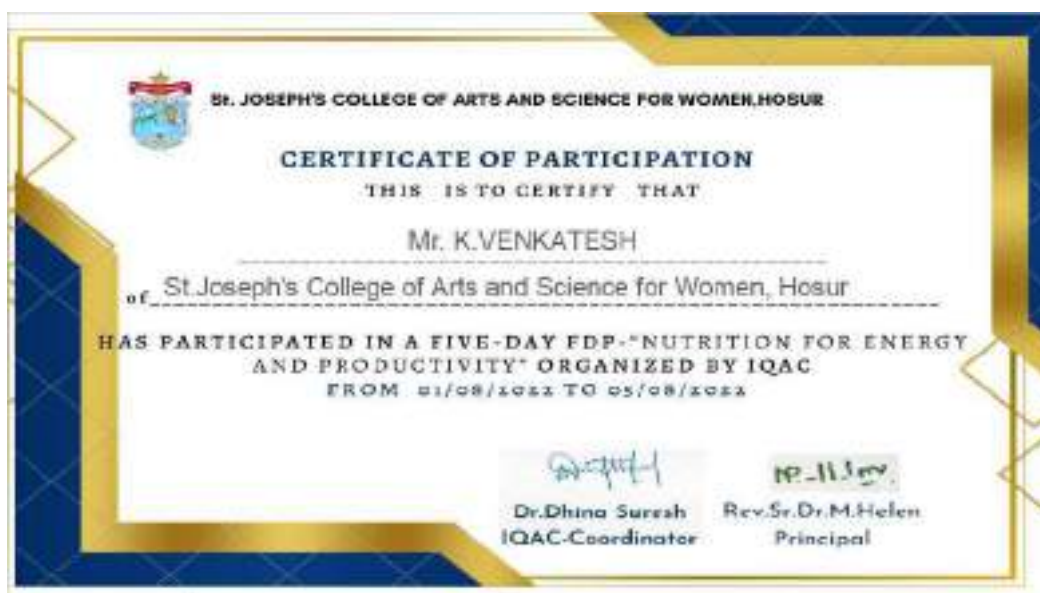 St. JOSEPH'S COLLEGE OF ARTS AND SCIENCE FOR WOMEN,HOSUR
CERTIFICATE OF PARTICIPATION
THIS IS TO CERTIFY THAT
Mr. K.VENKATESH
of St.Joseph's College of Arts and Science for Women, Hosur
HAS PARTICIPATED IN A FIVE-DAY FDP-"NUTRITION FOR ENERGY
AND PRODUCTIVITY" ORGANIZED BY IQAC
FROM 01/08/2022 TO 05/08/2022
Dr.Dhina Suresh Rev.Sr.Dr.M.Helen
IQAC-Coordinator Principal